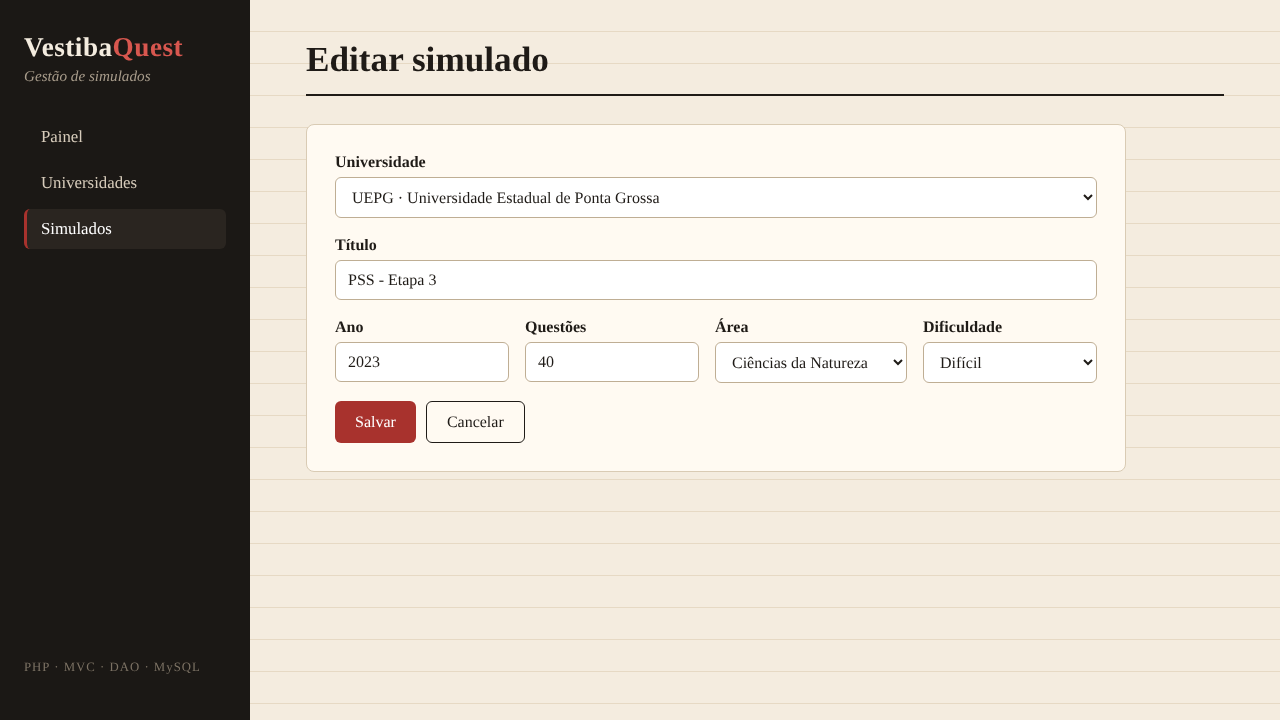 VestibaQuest
Gestão de simulados
Painel
Universidades
Simulados
PHP · MVC · DAO · MySQL
Editar simulado
Universidade
UEPG · Universidade Estadual de Ponta Grossa
Título
PSS - Etapa 3
Ano Questões Área Dificuldade
2023 40 Ciências da Natureza Difícil
Salvar Cancelar